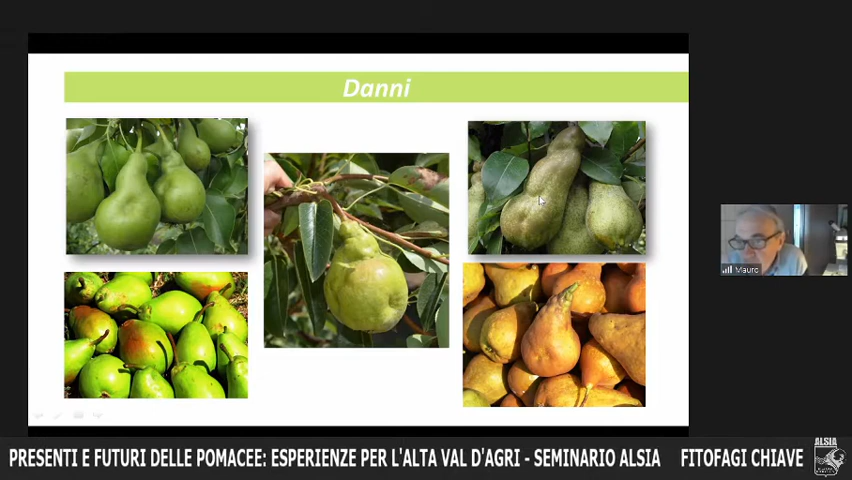 Danni
Mauro
ALSIA
PRESENTI E FUTURI DELLE POMACEE: ESPERIENZE PER L'ALTA VAL D'AGRI - SEMINARIO ALSIA FITOFAGI CHIAVE